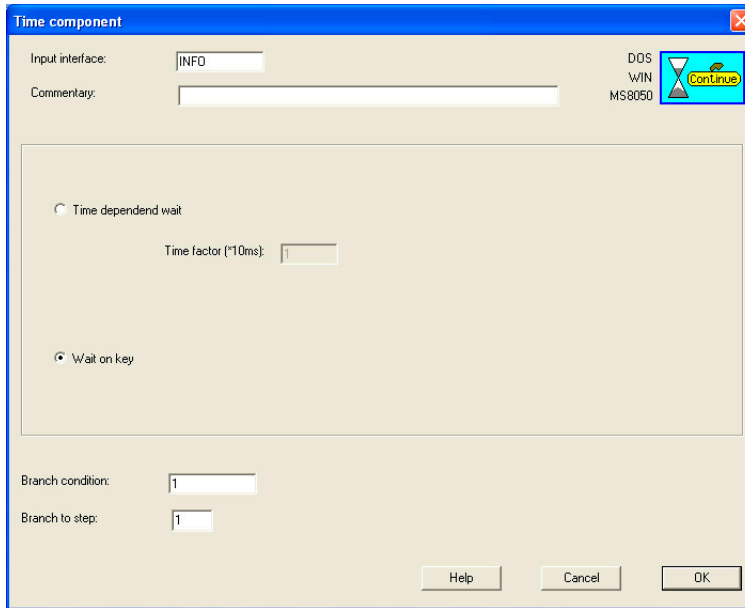 Time component
Input interface: INFO
Commentary:
DOS
WIN
MS8050
Continue
Time dependend wait
Time factor (*10ms): 1
Wait on key
Branch condition: 1
Branch to step: 1
Help Cancel OK